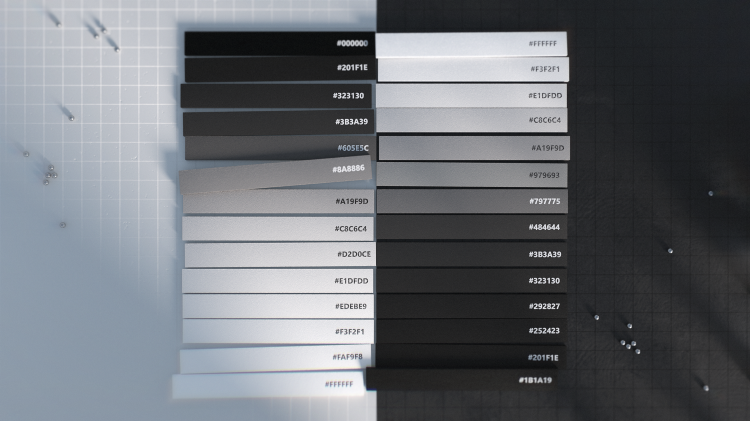 #000000
#201F1E
#323130
#3B3A39
#605E5C
#8A8886
#A19F9D
#C8C6C4
#D2D0CE
#E1DFDD
#EDEBE9
#F3F2F1
#FAF9F8
#FFFFFF
#FFFFFF
#F3F2F1
#E1DFDD
#C8C6C4
#A19F9D
#979693
#797775
#484644
#3B3A39
#323130
#292827
#252423
#201F1E
#1B1A19